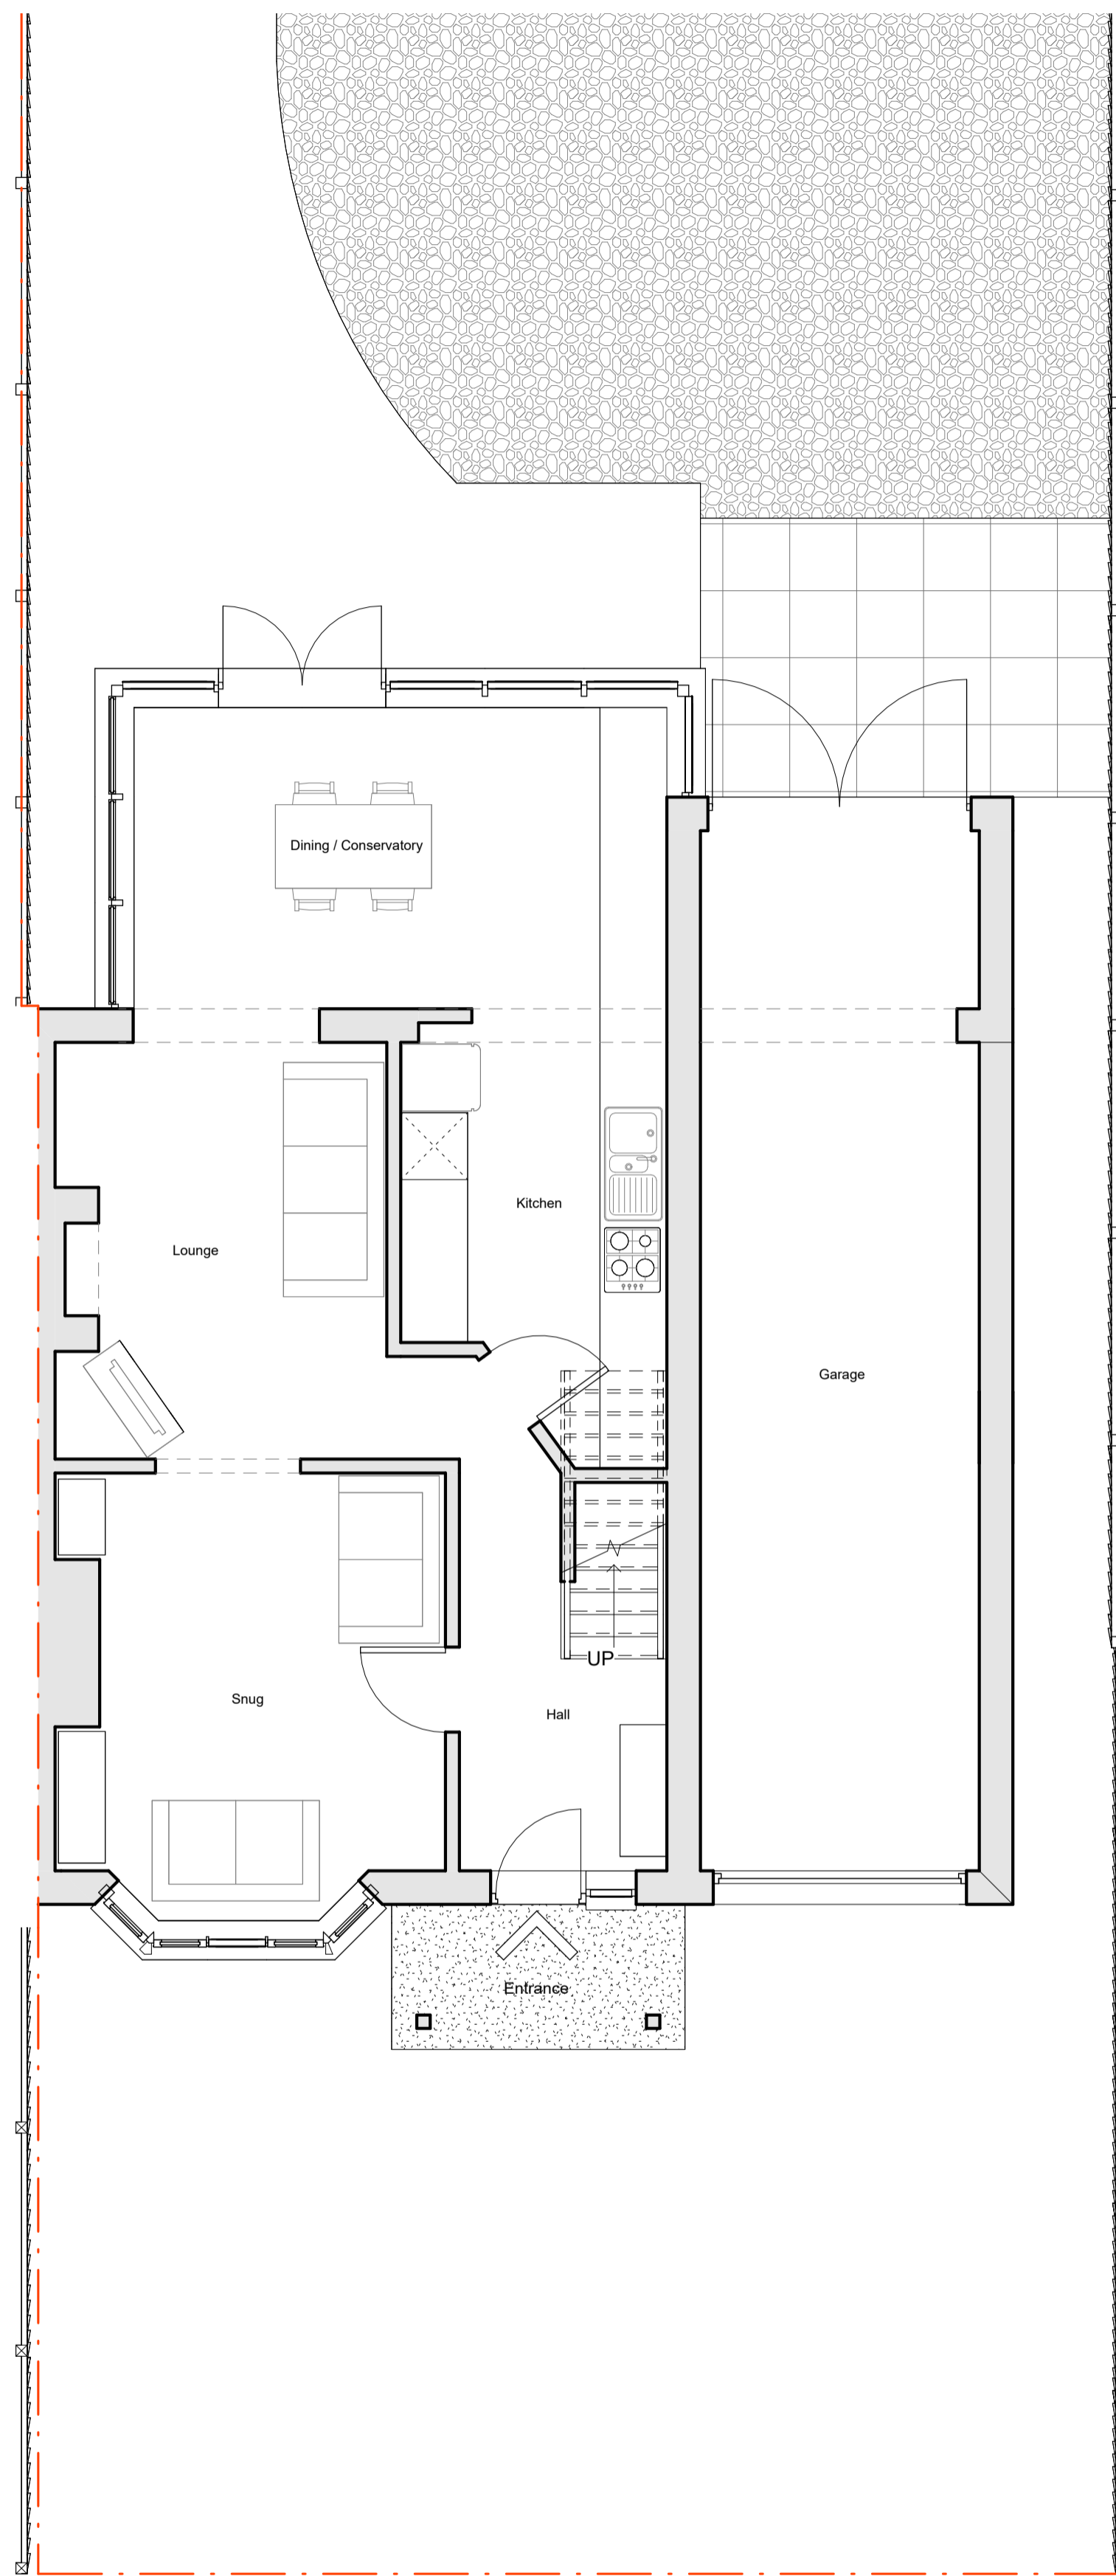 Dining / Conservatory
Kitchen
Lounge
Garage
UP
Snug
Hall
Entrance